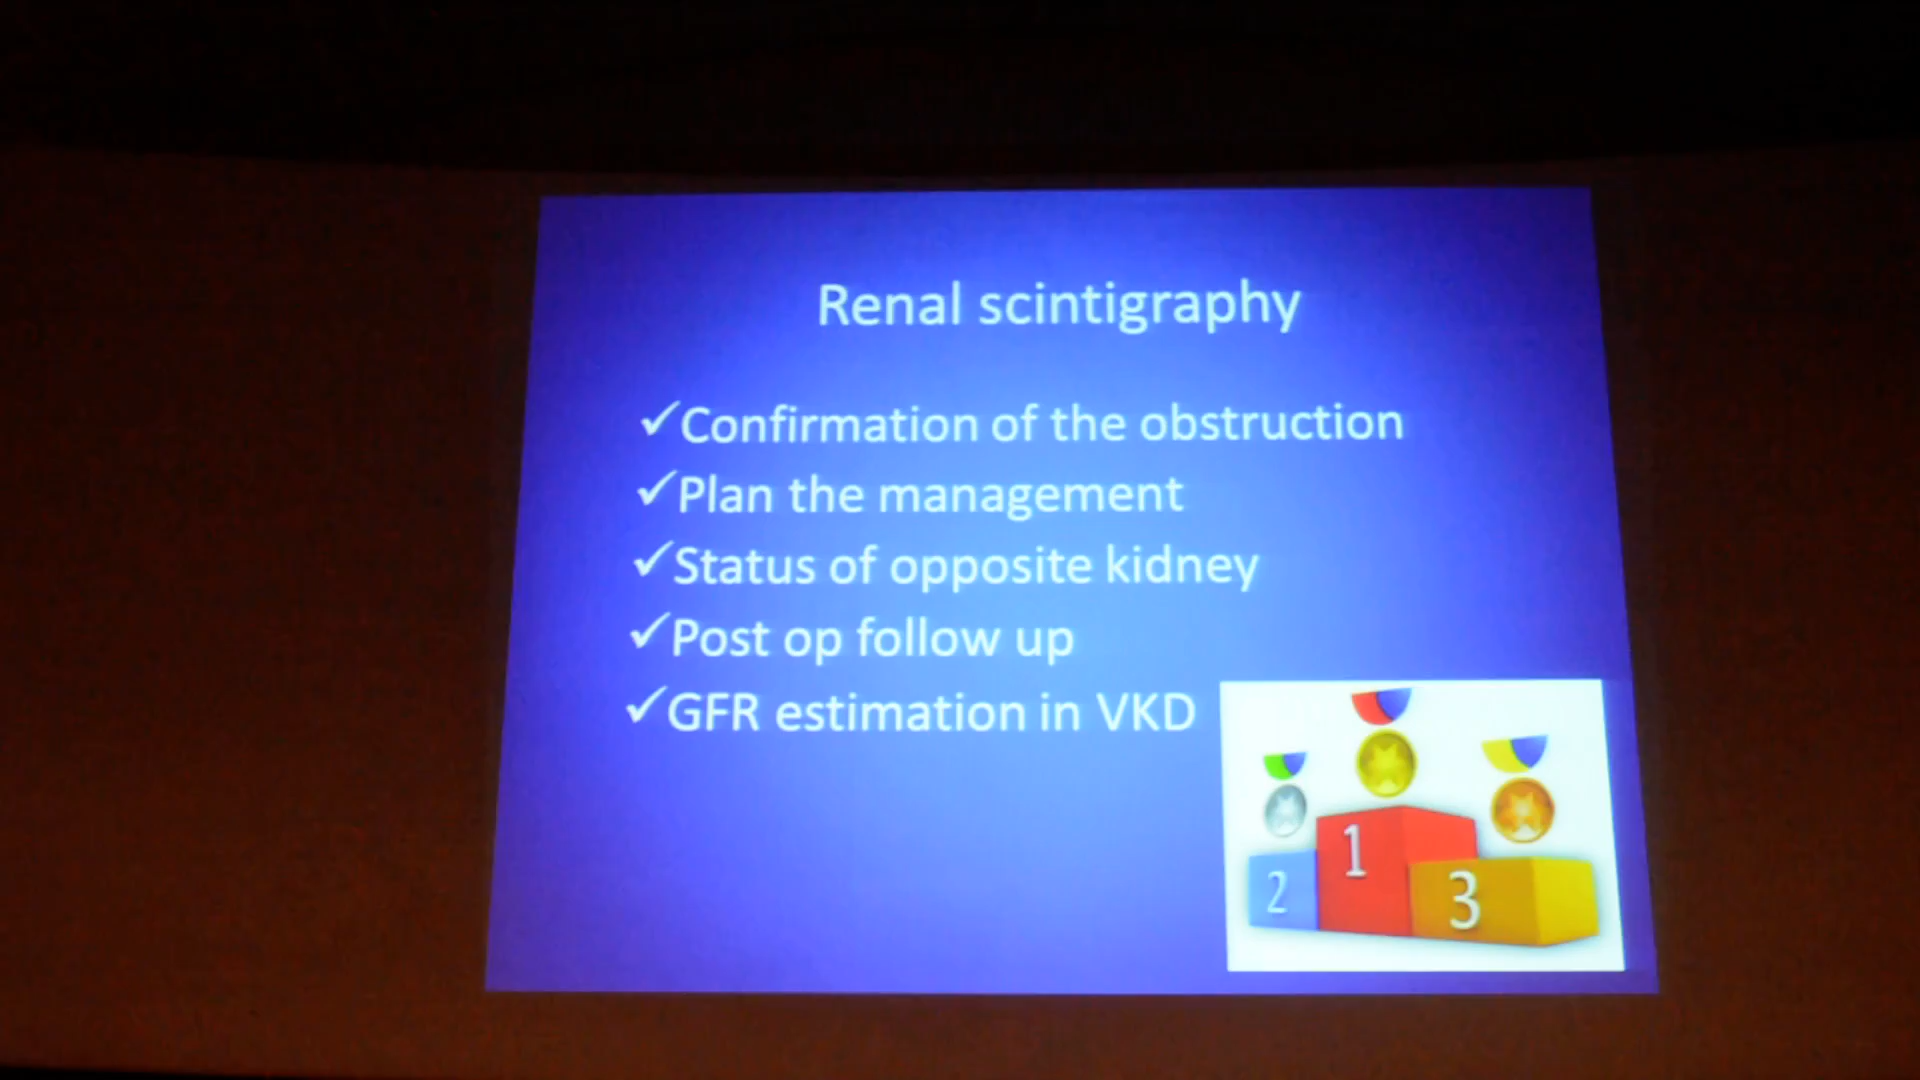 Renal scintigraphy
✓Confirmation of the obstruction
✓Plan the management
✓Status of opposite kidney
✓Post op follow up
✓GFR estimation in VKD
1
2
3